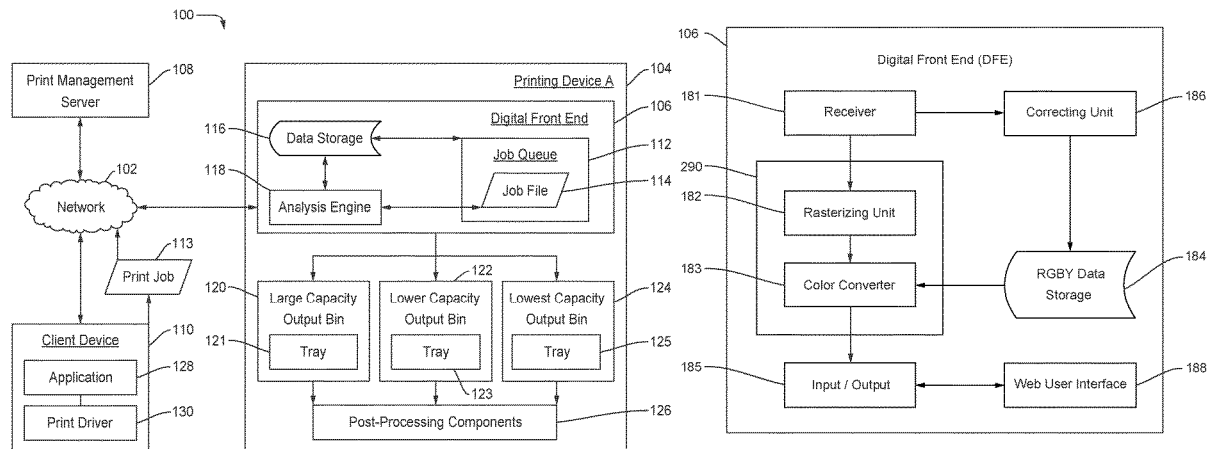 100
Print Management
Server
108
102
Network
113
Print Job
Client Device
110
Application
128
Print Driver
130
Printing Device A
104
Digital Front End
106
116
Data Storage
Job Queue
112
118
Analysis Engine
Job File
114
120
Large Capacity
Output Bin
121
Tray
122
Lower Capacity
Output Bin
Tray
123
Lowest Capacity
Output Bin
124
Tray
125
Post-Processing Components
126
106
Digital Front End (DFE)
181
Receiver
Correcting Unit
186
290
182
Rasterizing Unit
183
Color Converter
RGBY Data
Storage
184
185
Input / Output
Web User Interface
188